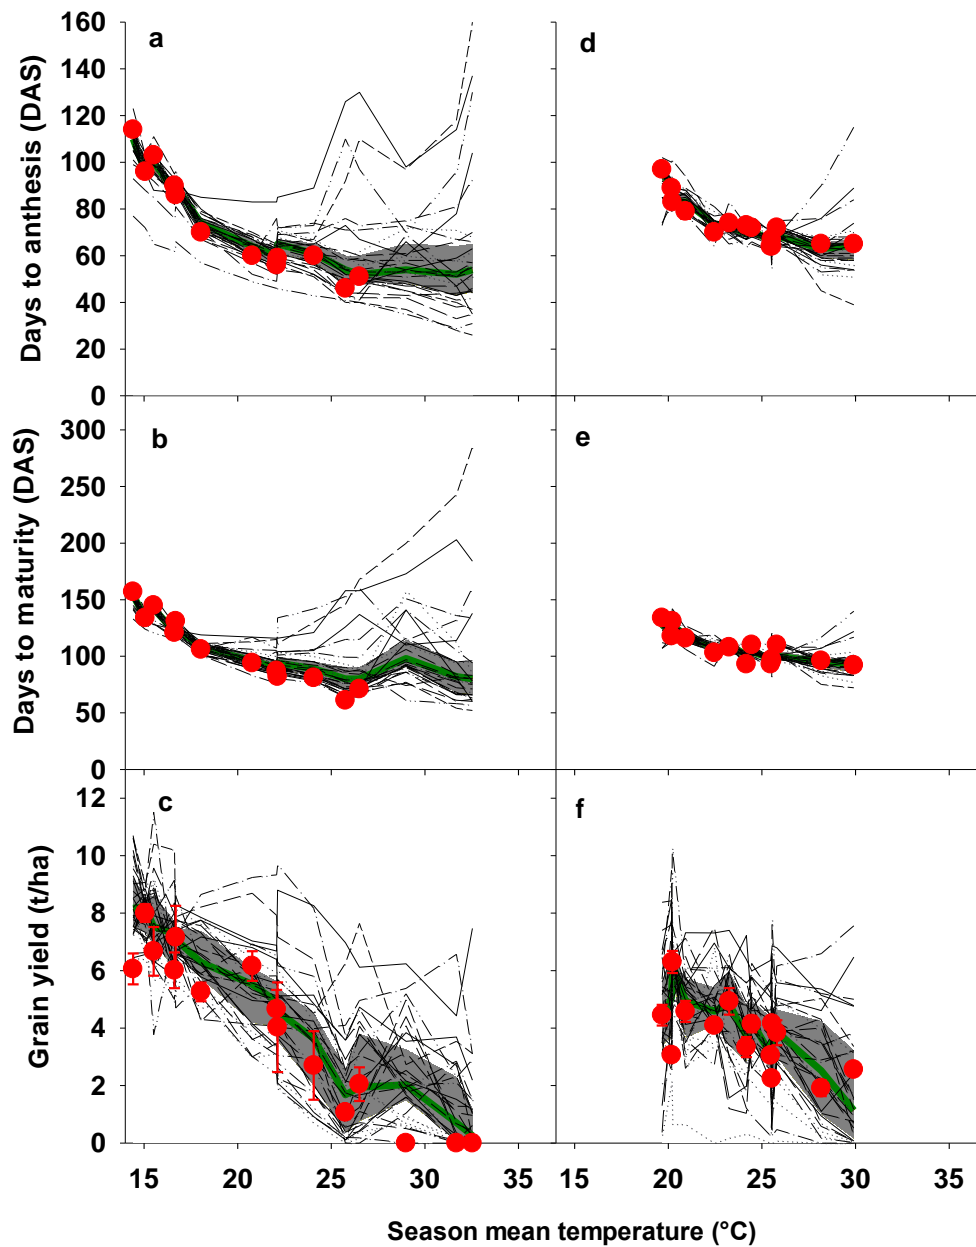 a
d
160
140
120
100
80
60
40
20
0
Days to anthesis (DAS)
b
e
300
250
200
150
100
50
0
Days to maturity (DAS)
c
f
12
10
8
6
4
2
0
Grain yield (t/ha)
15 20 25 30 35 15 20 25 30 35
Season mean temperature (°C)